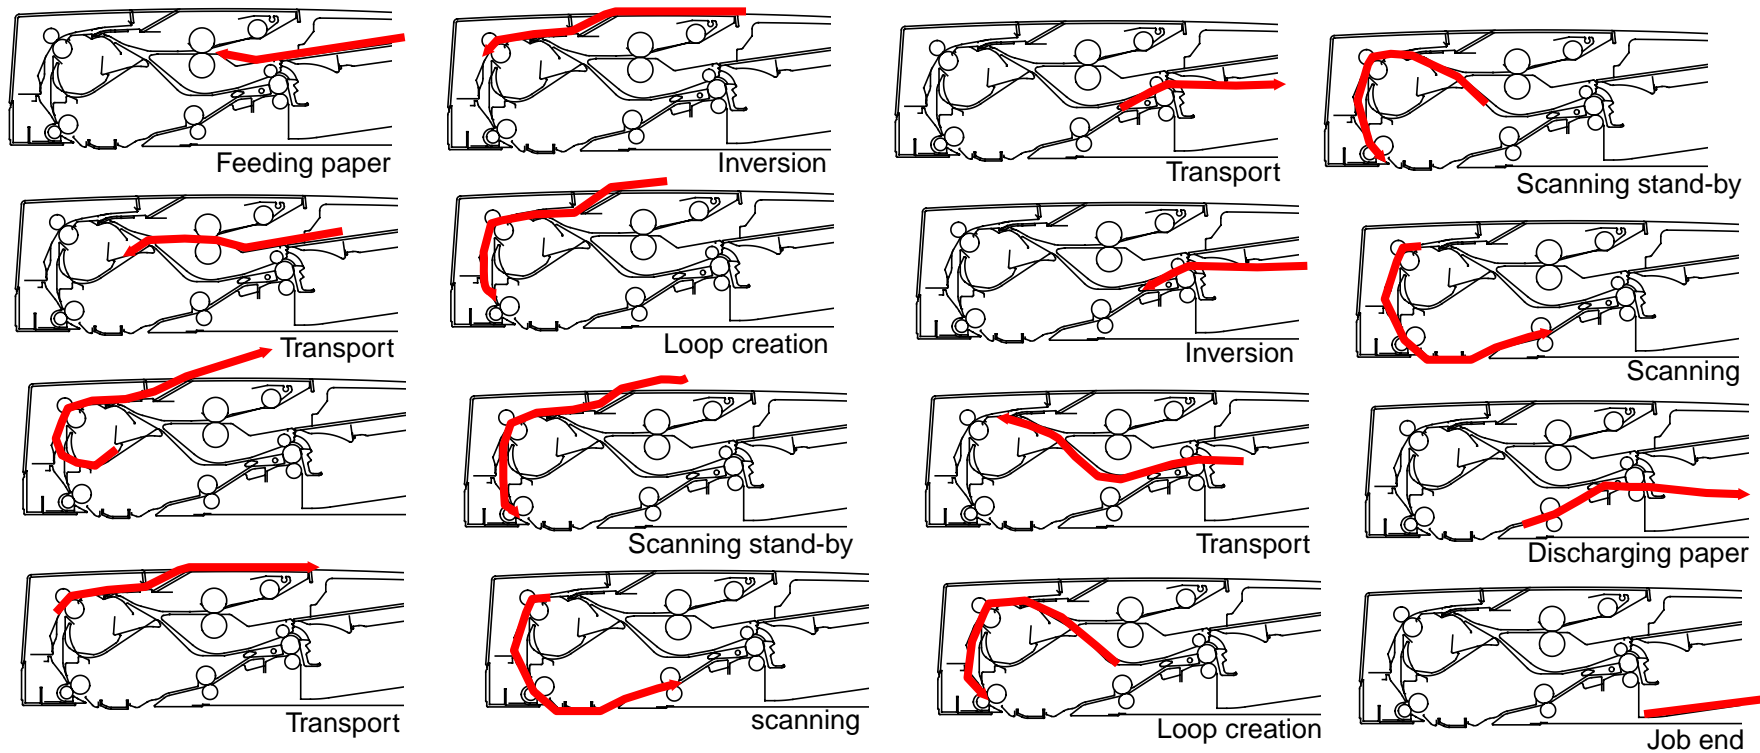 Feeding paper
Transport
Transport
Inversion
Loop creation
Scanning stand-by
scanning
Transport
Inversion
Transport
Loop creation
Scanning stand-by
Scanning
Discharging paper
Job end